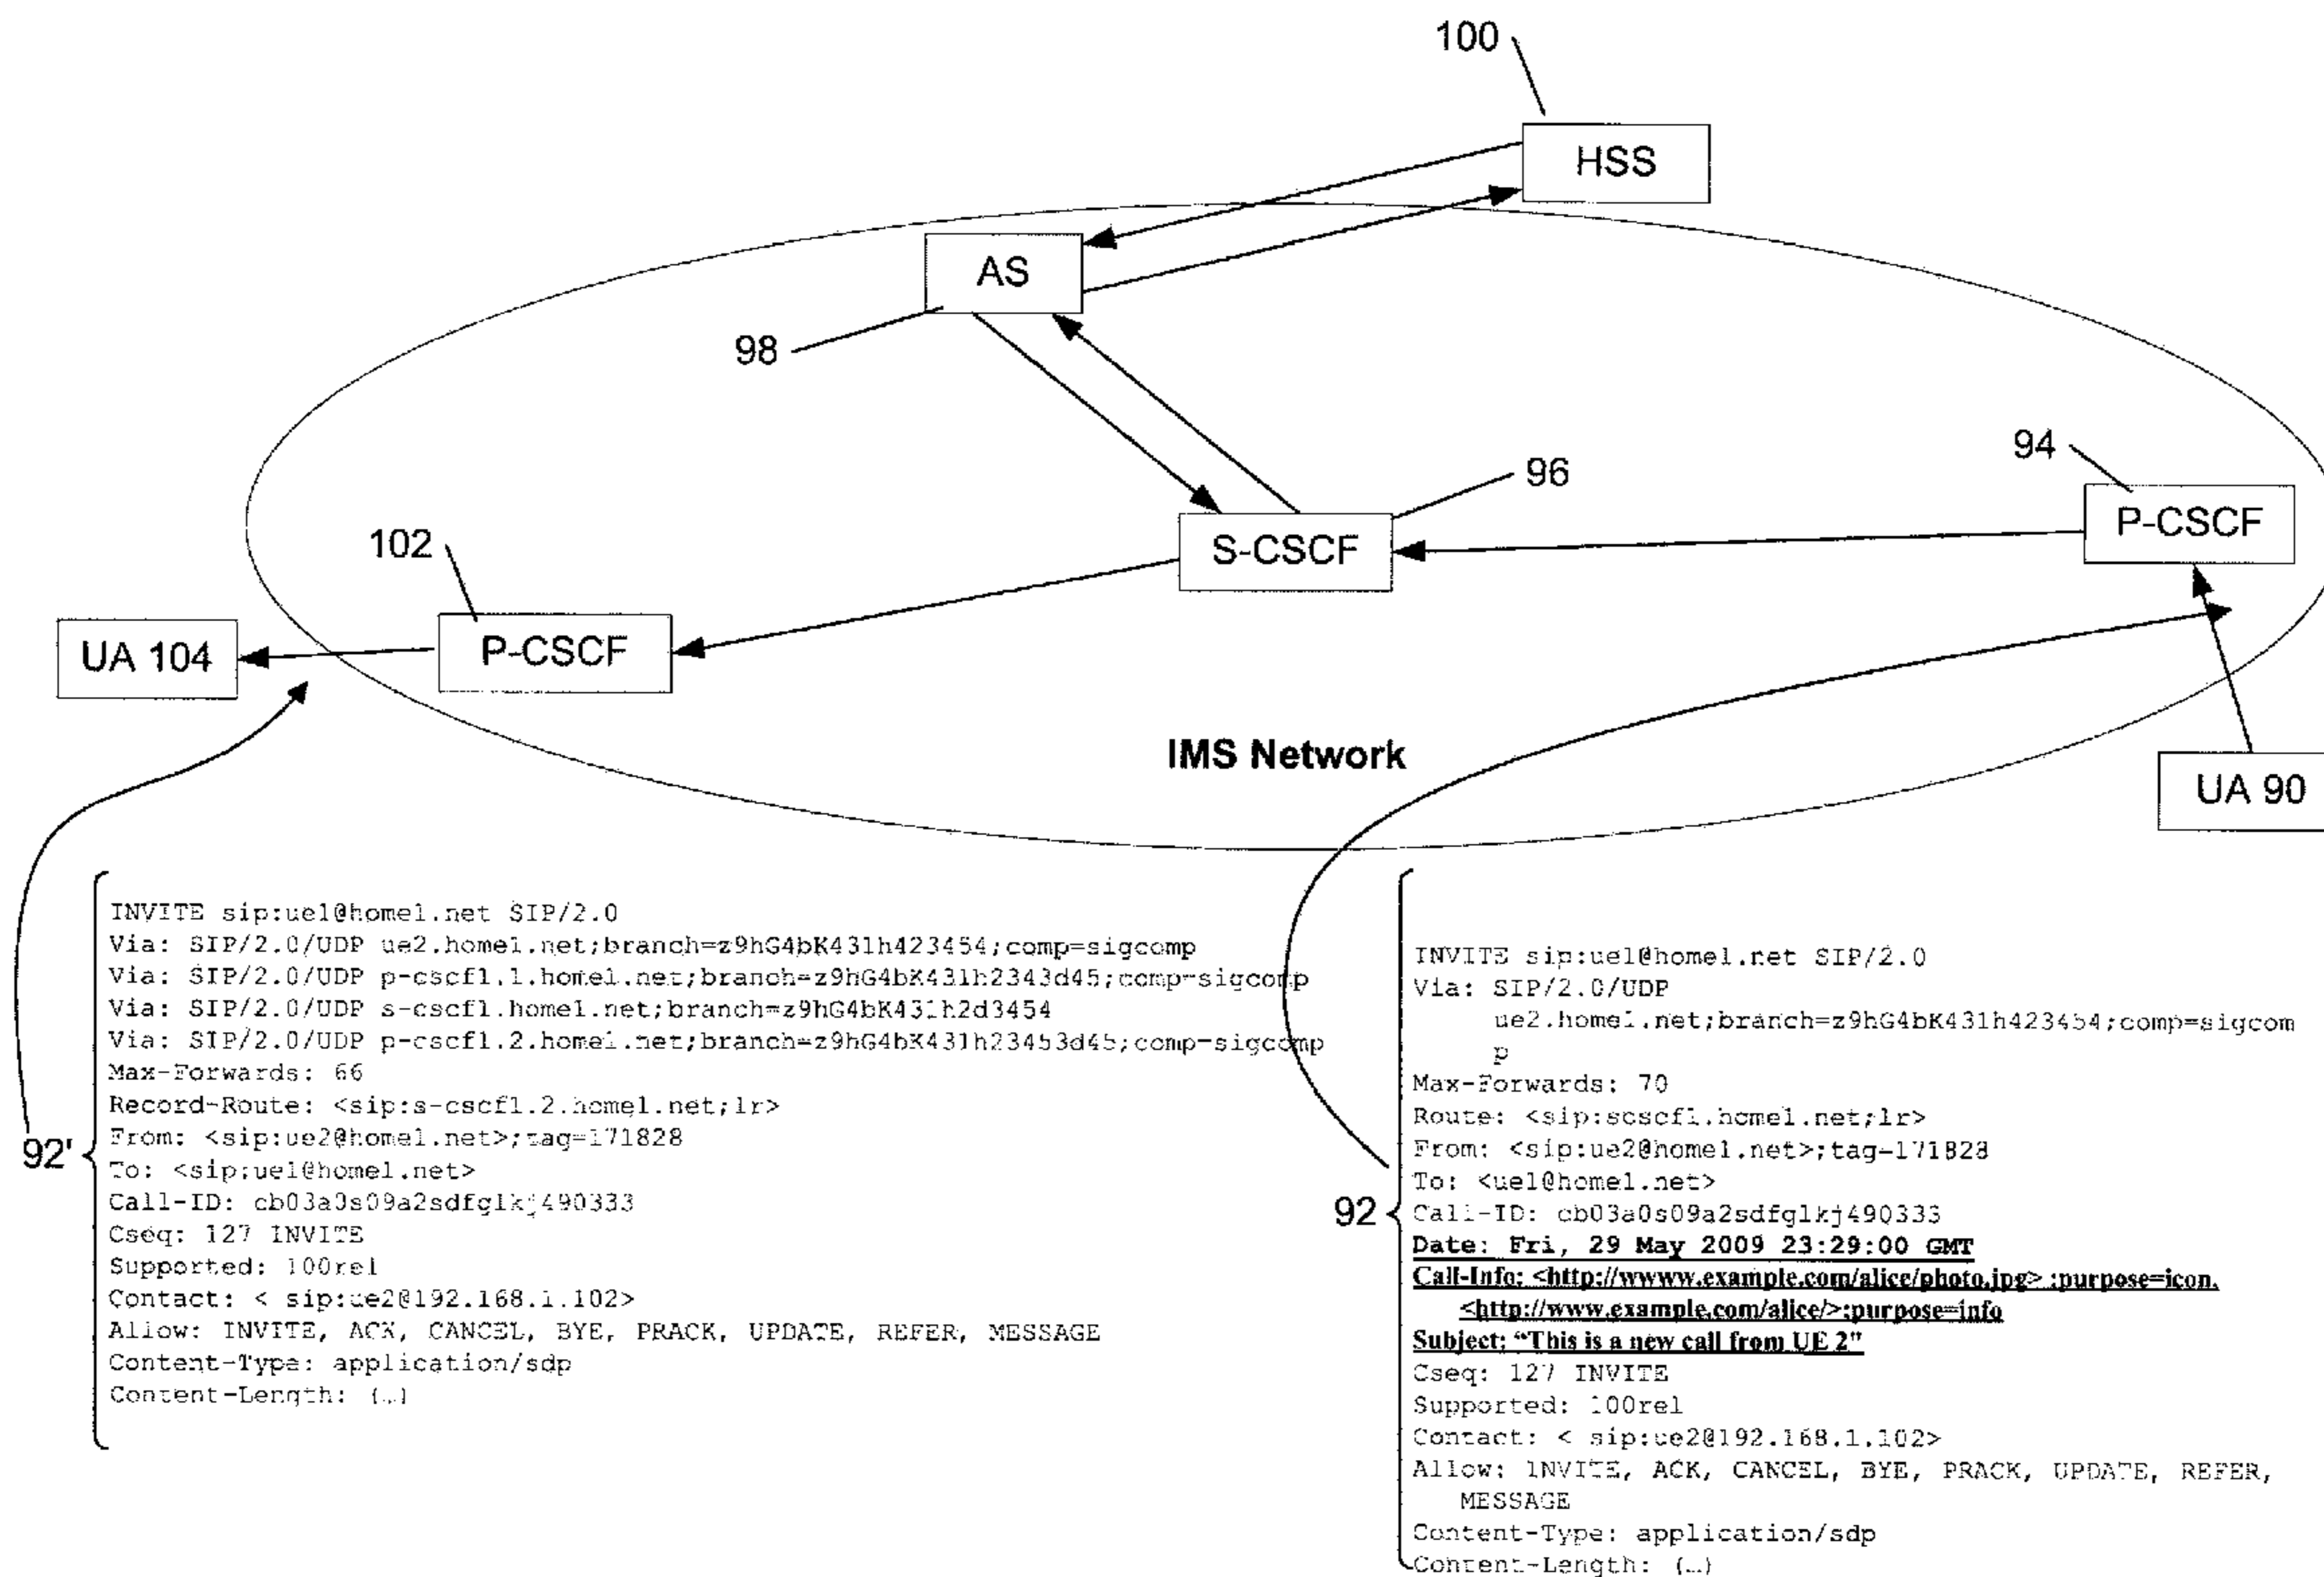 100
HSS
AS
98
94
96
P-CSCF
S-CSCF
102
P-CSCF
UA 104
IMS Network
UA 90
92'
INVITE sip:ue1@home1.net SIP/2.0
Via: SIP/2.0/UDP ue2.home1.net;branch=z9hG4bK431h423454;comp=sigcomp
Via: SIP/2.0/UDP p-cscf1.1.home1.net;branch=z9hG4bK431h2343d45;comp=sigcomp
Via: SIP/2.0/UDP s-cscf1.home1.net;branch=z9hG4bK431h2d3454
Via: SIP/2.0/UDP p-cscf1.2.home1.net;branch=z9hG4bK431h23453d45;comp=sigcomp
Max-Forwards: 66
Record-Route: <sip:s-cscf1.2.home1.net;lr>
From: <sip:ue2@home1.net>;tag=171828
To: <sip:ue1@home1.net>
Call-ID: cb03a0s09a2sdfglkj490333
Cseq: 127 INVITE
Supported: 100rel
Contact: < sip:ue2@192.168.1.102>
Allow: INVITE, ACK, CANCEL, BYE, PRACK, UPDATE, REFER, MESSAGE
Content-Type: application/sdp
Content-Length: (…)
92
INVITE sip:ue1@home1.net SIP/2.0
Via: SIP/2.0/UDP
ue2.home1.net;branch=z9hG4bK431h423454;comp=sigcom
p
Max-Forwards: 70
Route: <sip:scscf1.home1.net;lr>
From: <sip:ue2@home1.net>;tag=171828
To: <ue1@home1.net>
Call-ID: cb03a0s09a2sdfglkj490333
Date: Fri, 29 May 2009 23:29:00 GMT
Call-Info: <http://wwww.example.com/alice/photo.jpg> ;purpose=icon,
<http://www.example.com/alice/>;purpose=info
Subject: “This is a new call from UE 2”
Cseq: 127 INVITE
Supported: 100rel
Contact: < sip:ue2@192.168.1.102>
Allow: INVITE, ACK, CANCEL, BYE, PRACK, UPDATE, REFER,
MESSAGE
Content-Type: application/sdp
Content-Length: (…)